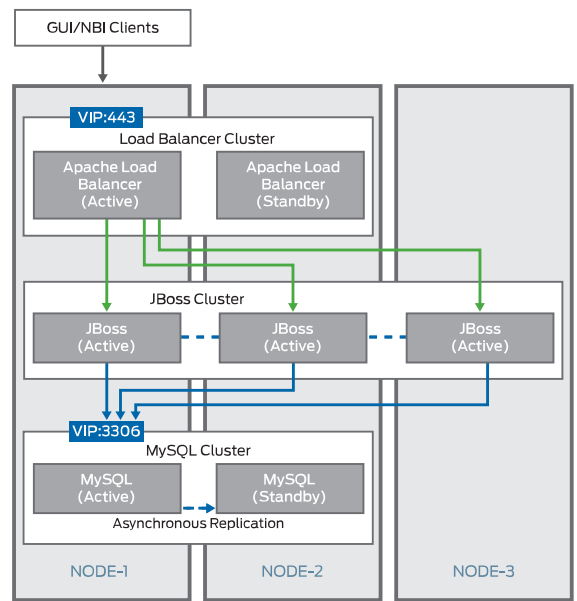 GUI/NBI Clients
VIP:443
Load Balancer Cluster
Apache Load
Balancer
(Active)
Apache Load
Balancer
(Standby)
JBoss Cluster
JBoss
(Active)
JBoss
(Active)
JBoss
(Active)
VIP:3306
MySQL Cluster
MySQL
(Active)
MySQL
(Standby)
Asynchronous Replication
NODE-1
NODE-2
NODE-3